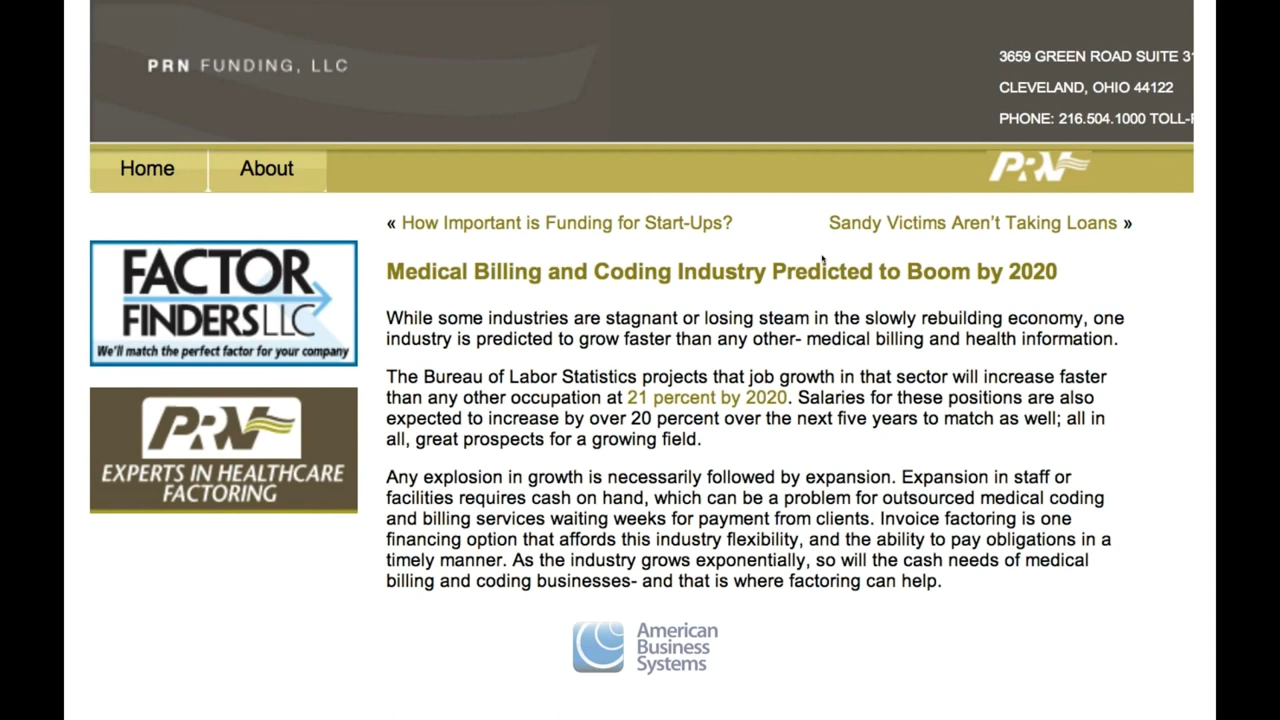 PRN FUNDING, LLC
3659 GREEN ROAD SUITE
CLEVELAND, OHIO 44122
PHONE: 216.504.1000
Home
About
PRN
« How Important is Funding for Start-Ups?
Sandy Victims Aren't Taking Loans »
FACTOR
FINDERS LLC
We'll match the perfect factor for your company
PRN
EXPERTS IN HEALTHCARE
FACTORING
Medical Billing and Coding Industry Predicted to Boom by 2020
While some industries are stagnant or losing steam in the slowly rebuilding economy, one
industry is predicted to grow faster than any other- medical billing and health information.
The Bureau of Labor Statistics projects that job growth in that sector will increase faster
than any other occupation at 21 percent by 2020. Salaries for these positions are also
expected to increase by over 20 percent over the next five years to match as well; all in
all, great prospects for a growing field.
Any explosion in growth is necessarily followed by expansion. Expansion in staff or
facilities requires cash on hand, which can be a problem for outsourced medical coding
and billing services waiting weeks for payment from clients. Invoice factoring is one
financing option that affords this industry flexibility, and the ability to pay obligations in a
timely manner. As the industry grows exponentially, so will the cash needs of medical
billing and coding businesses- and that is where factoring can help.
American
Business
Systems